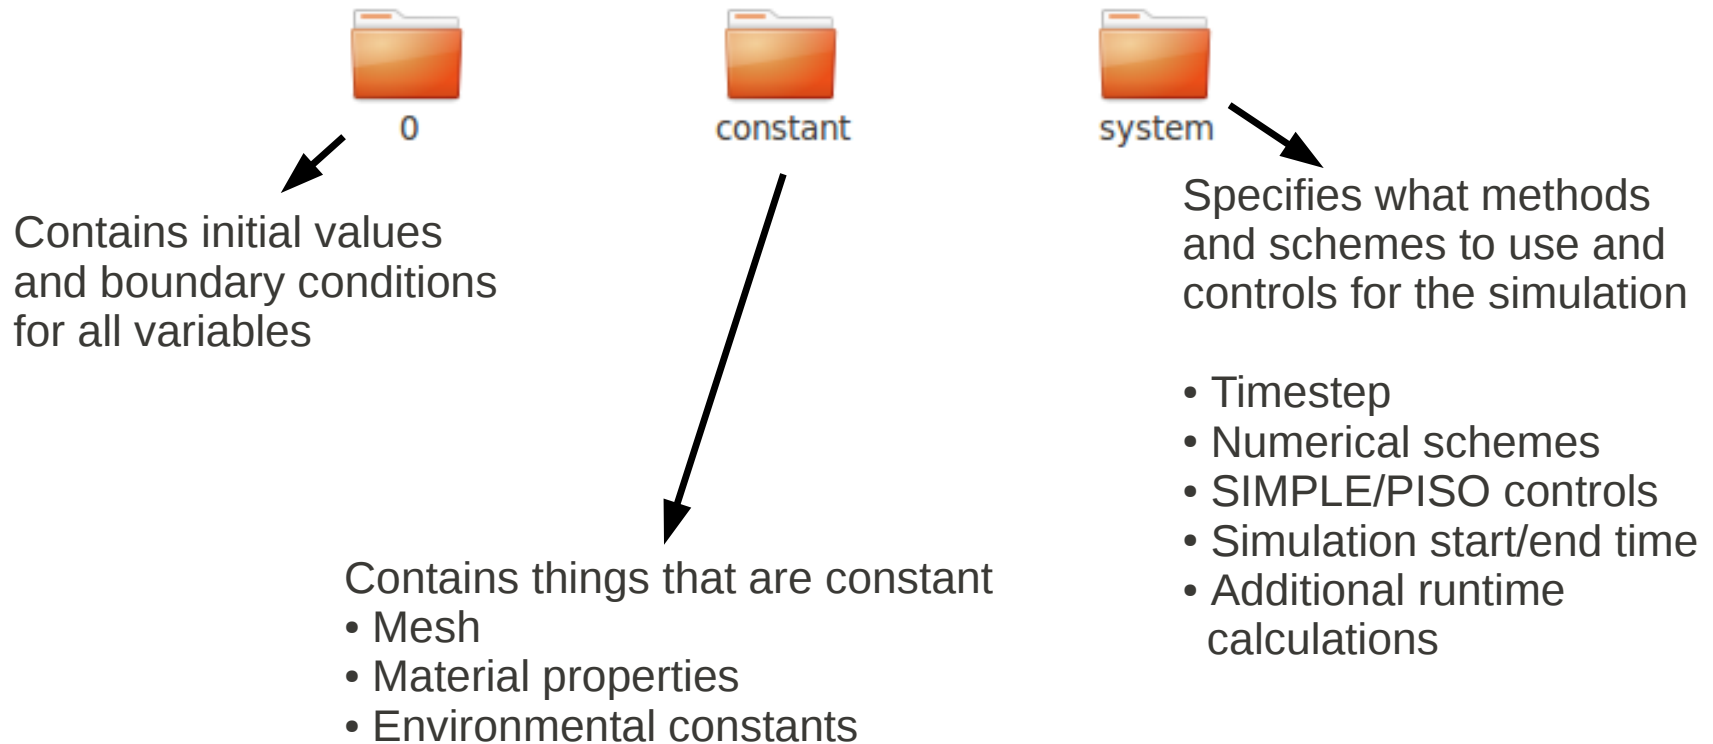 0
constant
system
Contains initial values
and boundary conditions
for all variables
Contains things that are constant
• Mesh
• Material properties
• Environmental constants
Specifies what methods
and schemes to use and
controls for the simulation
• Timestep
• Numerical schemes
• SIMPLE/PISO controls
• Simulation start/end time
• Additional runtime
calculations